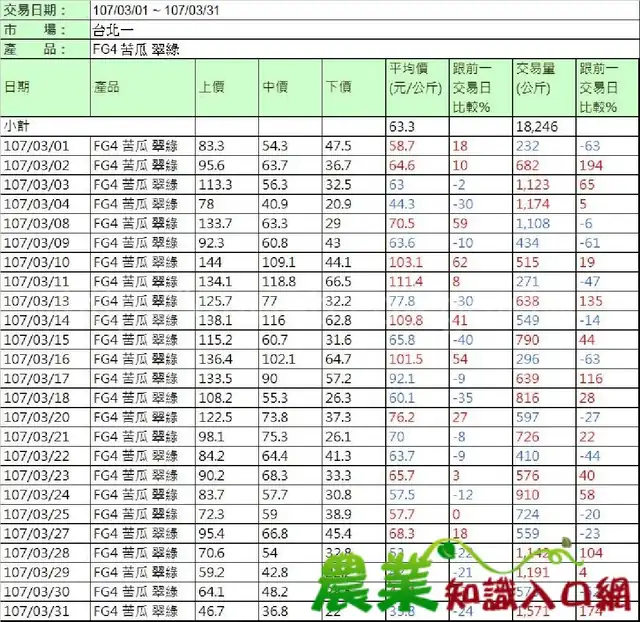 交易日期： 107/03/01 ~ 107/03/31
市　　場： 台北一
產　　品： FG4 苦瓜 翠綠
日期 產品 上價 中價 下價 平均價(元/公斤) 跟前一交易日比較% 交易量(公斤) 跟前一交易日比較%
小計 63.3 18,246
107/03/01 FG4 苦瓜 翠綠 83.3 54.3 47.5 58.7 18 232 -63
107/03/02 FG4 苦瓜 翠綠 95.6 63.7 36.7 64.6 10 682 194
107/03/03 FG4 苦瓜 翠綠 113.3 56.3 32.5 63 -2 1,123 65
107/03/04 FG4 苦瓜 翠綠 78 40.9 20.9 44.3 -30 1,174 5
107/03/08 FG4 苦瓜 翠綠 133.7 63.3 29 70.5 59 1,108 -6
107/03/09 FG4 苦瓜 翠綠 92.3 60.8 43 63.6 -10 434 -61
107/03/10 FG4 苦瓜 翠綠 144 109.1 44.1 103.1 62 515 19
107/03/11 FG4 苦瓜 翠綠 134.1 118.8 66.5 111.4 8 271 -47
107/03/13 FG4 苦瓜 翠綠 125.7 77 32.2 77.8 -30 638 135
107/03/14 FG4 苦瓜 翠綠 138.1 116 62.8 109.8 41 549 -14
107/03/15 FG4 苦瓜 翠綠 115.2 60.7 31.6 65.8 -40 790 44
107/03/16 FG4 苦瓜 翠綠 136.4 102.1 64.7 101.5 54 296 -63
107/03/17 FG4 苦瓜 翠綠 133.5 90 57.2 92.1 -9 639 116
107/03/18 FG4 苦瓜 翠綠 108.2 55.3 26.3 60.1 -35 816 28
107/03/20 FG4 苦瓜 翠綠 122.5 73.8 37.3 76.2 27 597 -27
107/03/21 FG4 苦瓜 翠綠 98.1 75.3 26.1 70 -8 726 22
107/03/22 FG4 苦瓜 翠綠 84.2 64.4 41.3 63.7 -9 410 -44
107/03/23 FG4 苦瓜 翠綠 90.2 68.3 33.3 65.7 3 576 40
107/03/24 FG4 苦瓜 翠綠 83.7 57.7 30.8 57.5 -12 910 58
107/03/25 FG4 苦瓜 翠綠 72.3 59 38.9 57.7 0 724 -20
107/03/27 FG4 苦瓜 翠綠 95.4 66.8 45.4 68.3 18 559 -23
107/03/28 FG4 苦瓜 翠綠 70.6 54 -22 1,142 104
107/03/29 FG4 苦瓜 翠綠 59.2 42.8 -21 1,191 4
107/03/30 FG4 苦瓜 翠綠 64.1 48.2
107/03/31 FG4 苦瓜 翠綠 46.7 36.8 22 35.8 -24 1,571 174
農業知識入口網